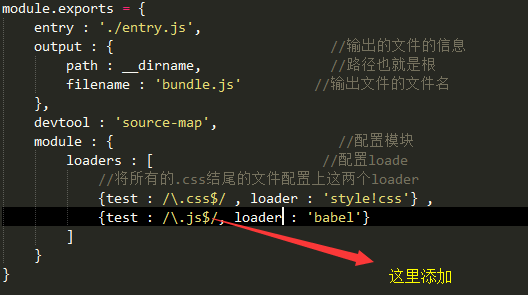 module.exports = {
    entry : './entry.js',
    output : {                              //输出的文件的信息
        path : __dirname,                   //路径也就是根
        filename : 'bundle.js'            //输出文件的文件名
    },
    devtool : 'source-map',
    module : {                               //配置模块
        loaders : [                        //配置loade
            //将所有的.css结尾的文件配置上这两个loader
            {test : /\.css$/ , loader : 'style!css'} ,
            {test : /\.js$/, loader : 'babel'}
        ]
    }
}
这里添加